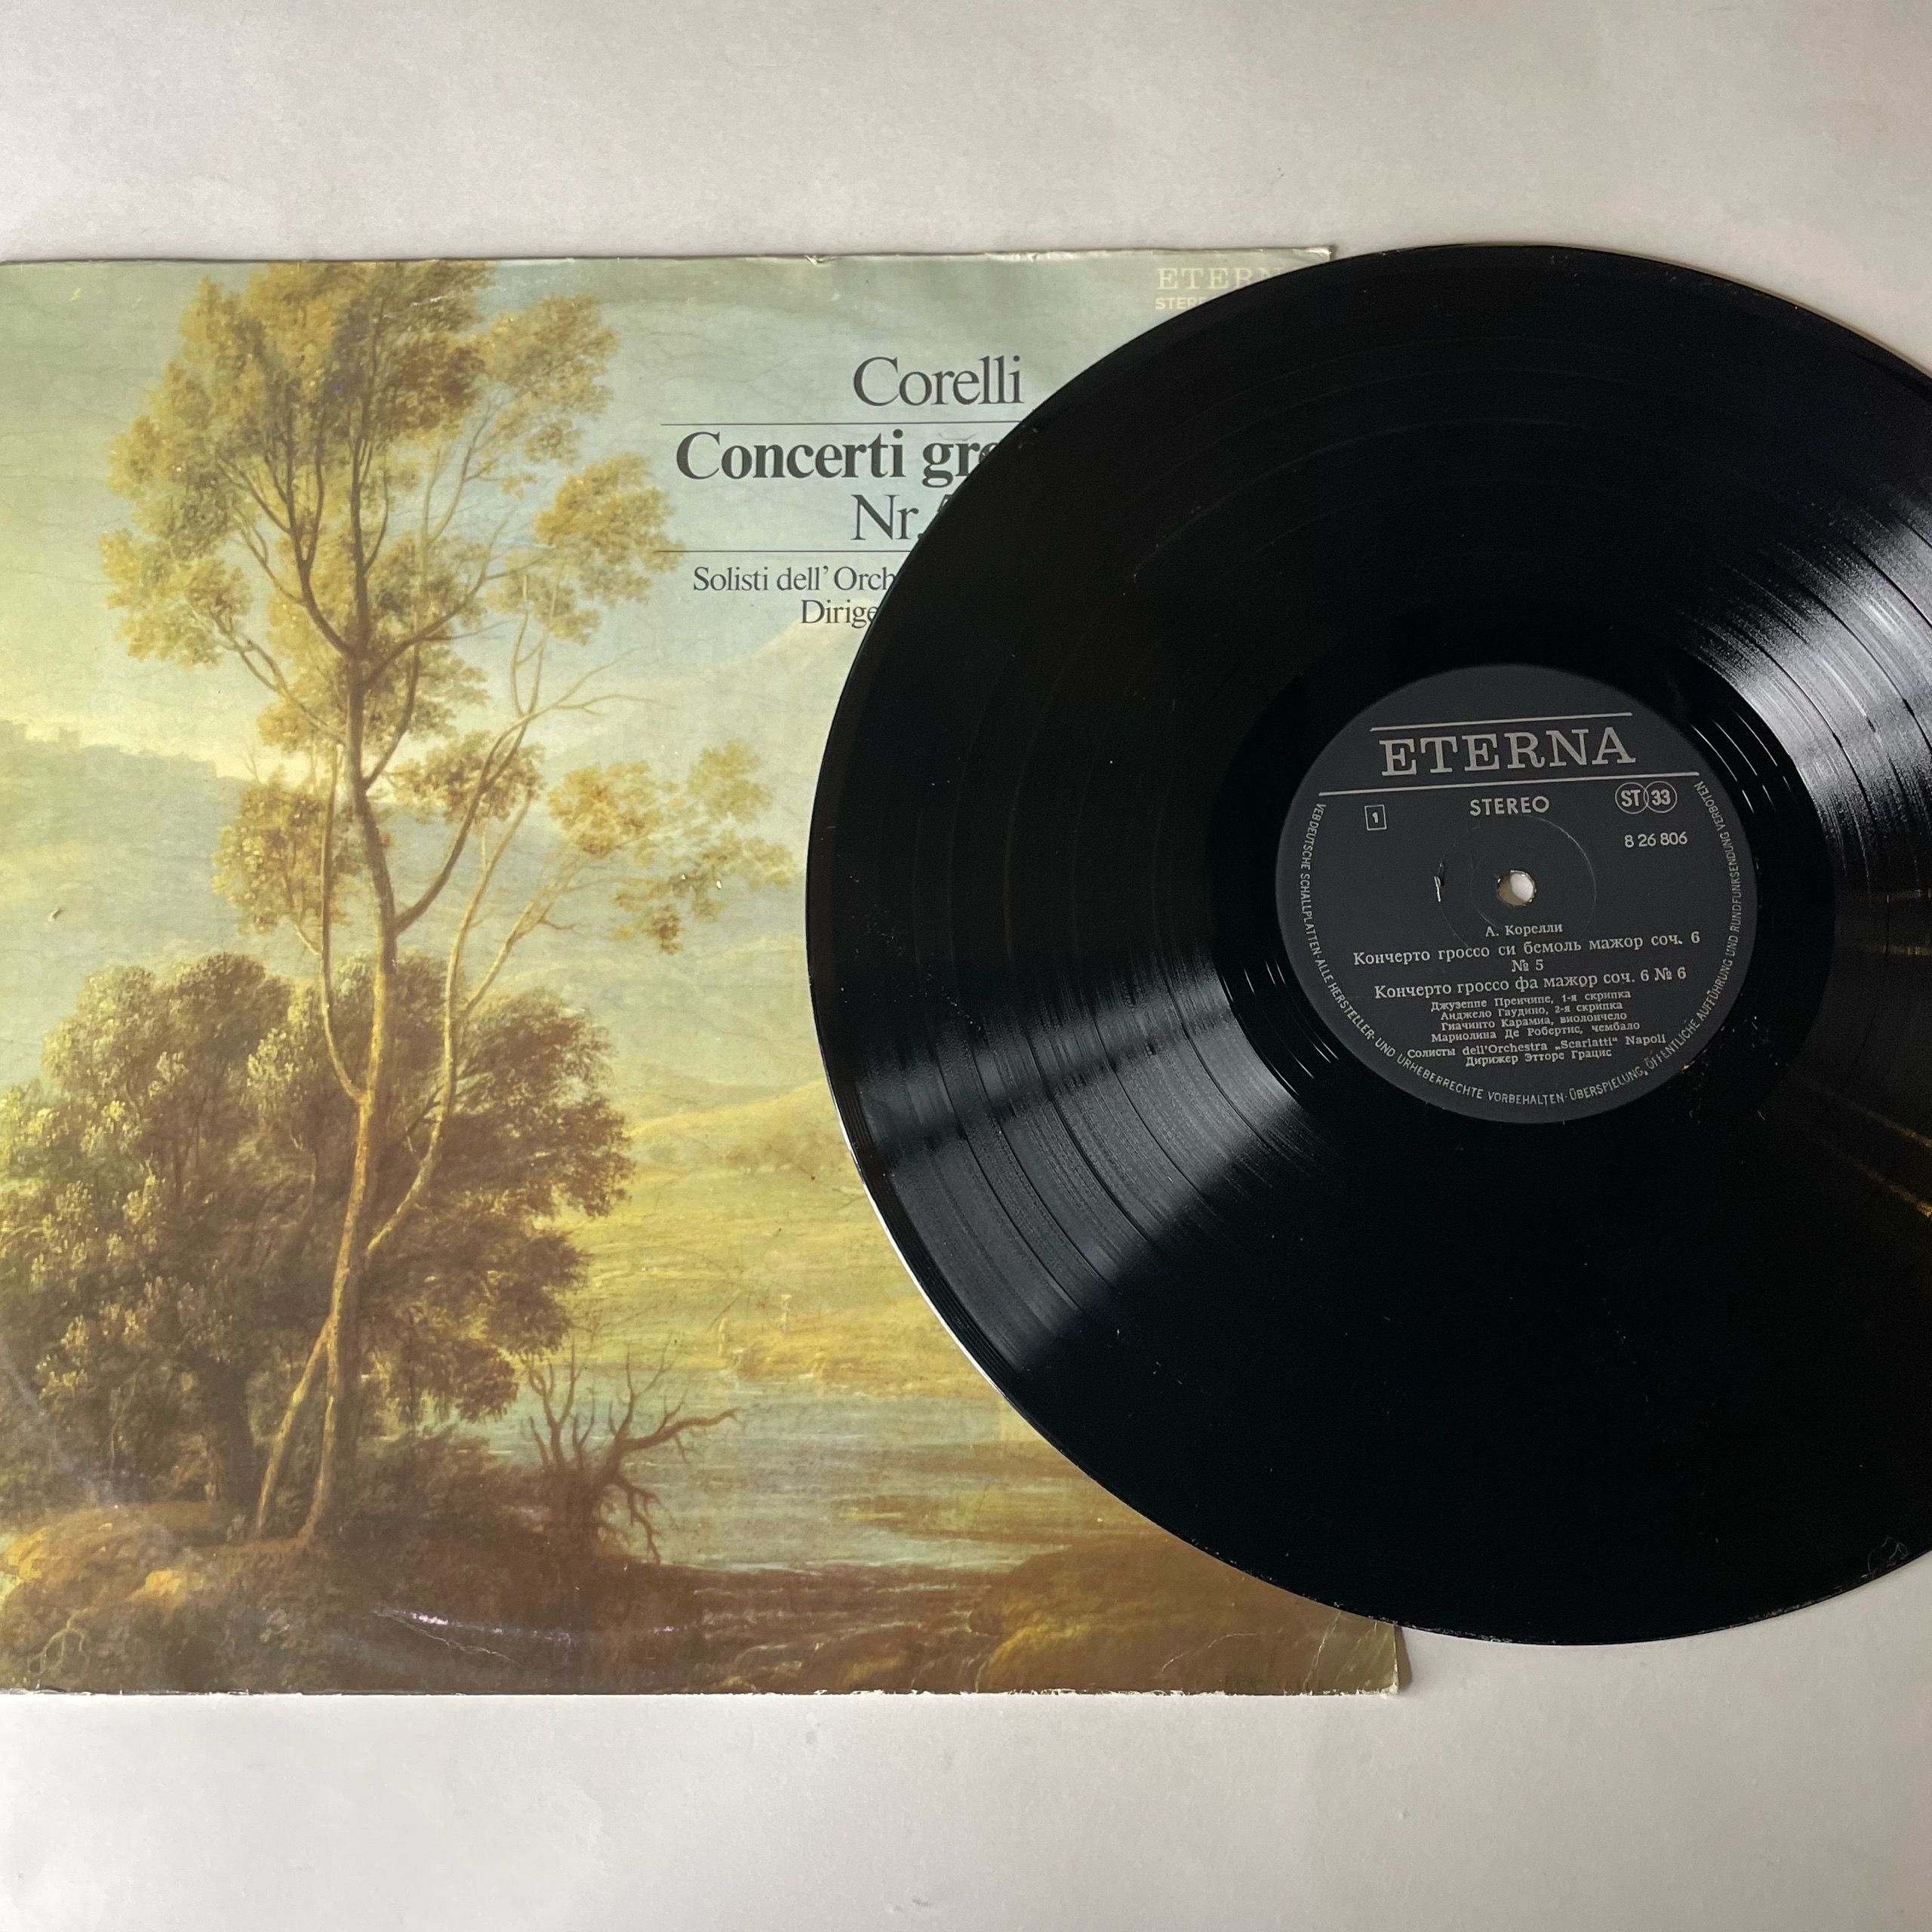 ETERN
STERE
Corelli
Concerti gr
Nr.
Solisti dell' Orch
Dirige
ETERNA
1
STEREO
ST 33
8 26 806
А. Корелли
Кончерто гроссо си бемоль мажор соч. 6
№ 5
Кончерто гроссо фа мажор соч. 6 № 6
Джузеппе Пренчипе, 1-я скрипка
Анджело Гаудино, 2-я скрипка
Гиачинто Карамиа, виолончело
Мариолина Де Робертис, чембало
Солисты dell'Orchestra „Scarlatti“ Napoli
Дирижер Этторе Грацис
VEB DEUTSCHE SCHALLPLATTEN · ALLE HERSTELLER- UND URHEBERRECHTE VORBEHALTEN · ÜBERSPIELUNG, ÖFFENTLICHE AUFFÜHRUNG UND RUNDFUNKSENDUNG VERBOTEN